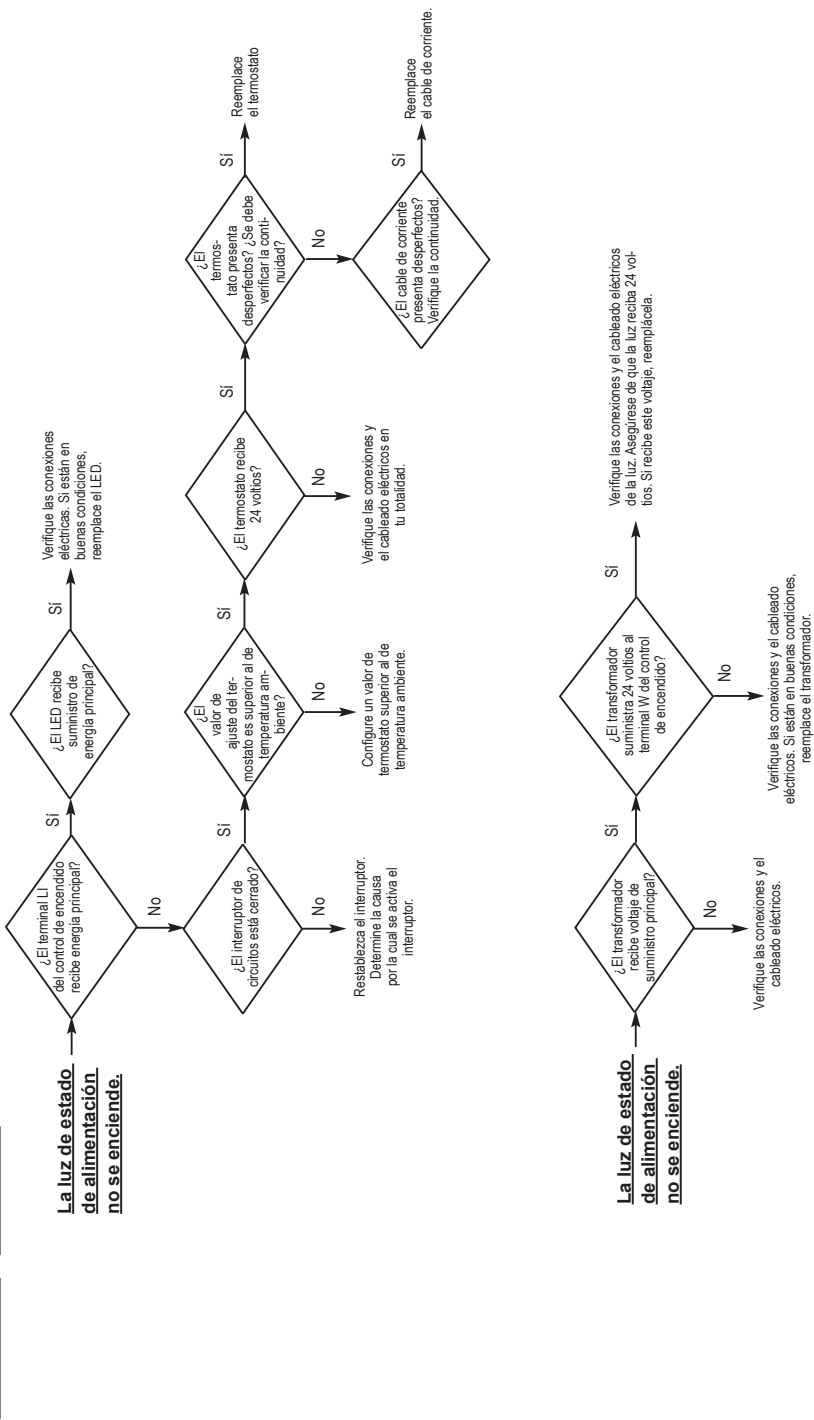 La luz de estado
de alimentación
no se enciende.
¿El terminal LI
del control de encendido
recibe energía principal?
Sí
¿El LED recibe
suministro de
energía principal?
Sí
Verifique las conexiones
eléctricas. Si están en
buenas condiciones,
reemplace el LED.
No
¿El interruptor de
circuitos está cerrado?
No
Restablezca el interruptor.
Determine la causa
por la cual se activa el
interruptor.
Sí
¿El
valor de
ajuste del ter-
mostato es superior al de
temperatura am-
biente?
No
Configure un valor de
termostato superior al de
temperatura ambiente.
Sí
¿El termostato recibe
24 voltios?
No
Verifique las conexiones y
el cableado eléctricos en
tu totalidad.
Sí
¿El
termos-
tato presenta
desperfectos? ¿Se debe
verificar la conti-
nuidad?
Sí
Reemplace
el termostato
No
¿El cable de corriente
presenta desperfectos?
Verifique la continuidad.
Sí
Reemplace
el cable de corriente.
La luz de estado
de alimentación
no se enciende.
¿El transformador
recibe voltaje de
suministro principal?
No
Verifique las conexiones y el
cableado eléctricos.
Sí
¿El transformador
suministra 24 voltios al
terminal W del control
de encendido?
No
Verifique las conexiones y el cableado
eléctricos. Si están en buenas condiciones,
reemplace el transformador.
Sí
Verifique las conexiones y el cableado eléctricos
de la luz. Asegúrese de que la luz reciba 24 vol-
tios. Si recibe este voltaje, reemplácela.